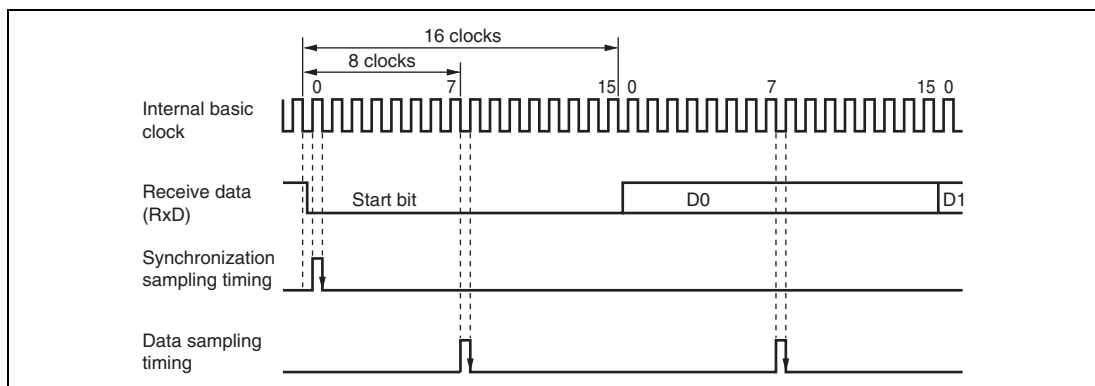 16 clocks
8 clocks
0 7 15 0 7 15 0
Internal basic
clock
Receive data
(RxD)
Start bit D0 D1
Synchronization
sampling timing
Data sampling
timing